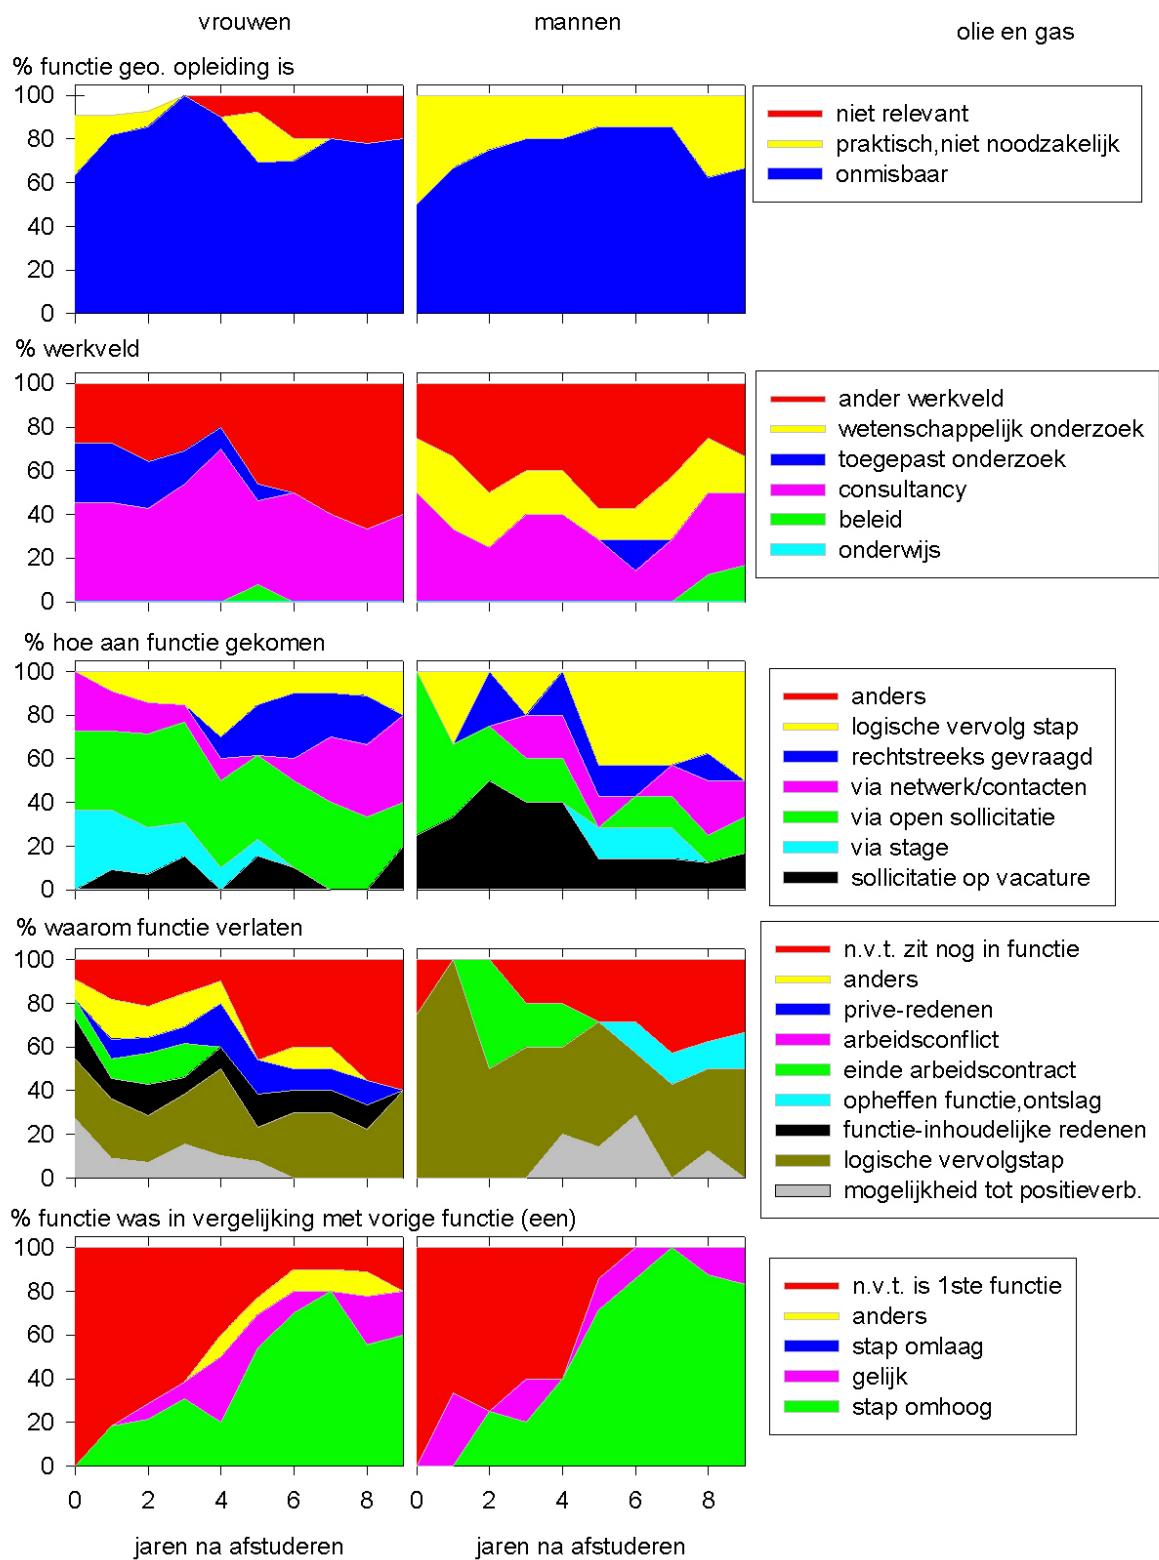 vrouwen
mannen
olie en gas
% functie geo. opleiding is
100
80
60
40
20
0
niet relevant
praktisch,niet noodzakelijk
onmisbaar
% werkveld
100
80
60
40
20
0
ander werkveld
wetenschappelijk onderzoek
toegepast onderzoek
consultancy
beleid
onderwijs
% hoe aan functie gekomen
100
80
60
40
20
0
anders
logische vervolg stap
rechtstreeks gevraagd
via netwerk/contacten
via open sollicitatie
via stage
sollicitatie op vacature
% waarom functie verlaten
100
80
60
40
20
0
n.v.t. zit nog in functie
anders
prive-redenen
arbeidsconflict
einde arbeidscontract
opheffen functie,ontslag
functie-inhoudelijke redenen
logische vervolgstap
mogelijkheid tot positieverb.
% functie was in vergelijking met vorige functie (een)
100
80
60
40
20
0
n.v.t. is 1ste functie
anders
stap omlaag
gelijk
stap omhoog
0 2 4 6 8
0 2 4 6 8
jaren na afstuderen
jaren na afstuderen